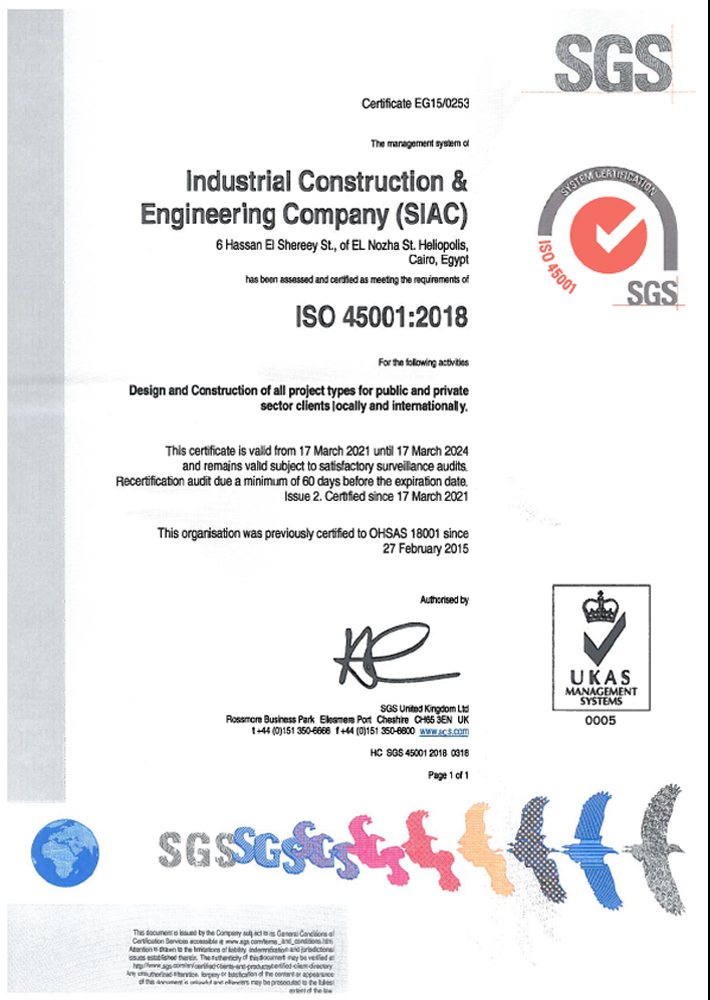 SGS
Certificate EG15/0253
The management system of
Industrial Construction &
Engineering Company (SIAC)
6 Hassan ElShereey St., of EL Nozha St. Heliopolis,
Cairo, Egypt
has been assessed and certified as meeting the requirements of
SYSTEM CERTIFICATION
ISO 45001
SGS
ISO 45001:2018
For the following activities
Design and Construction of all project types for public and private
sector clients locally and internationally.
This certificate is valid from 17 March 2021 until 17 March 2024
and remains valid subject to satisfactory surveillance audits.
Recertification audit due a minimum of 60 days before the expiration date.
Issue 2. Certified since 17 March 2021
This organisation was previously certified to OHSAS 18001 since
27 February 2015
Authorised by
UKAS
MANAGEMENT
SYSTEMS
0005
SGS United Kingdom Ltd
Rossmore Business Park Ellesmere Port Cheshire CH65 3EN UK
t +44 (0)151 350-6666 f +44 (0)151 350-6600 www.sgs.com
HC SGS 45001 2018 0318
Page 1 of 1
SGSSGSSGS
This document is issued by the Company subject to its General Conditions of
Certification Services accessible at www.sgs.com/terms_and_conditions.htm.
Attention is drawn to the limitations of liability, indemnification and jurisdictional
issues established therein. The authenticity of this document may be verified at
http://www.sgs.com/en/certified-clients-and-products/certified-client-directory.
Any unauthorized alteration, forgery or falsification of the content or appearance
of this document is unlawful and offenders may be prosecuted to the fullest
extent of the law.